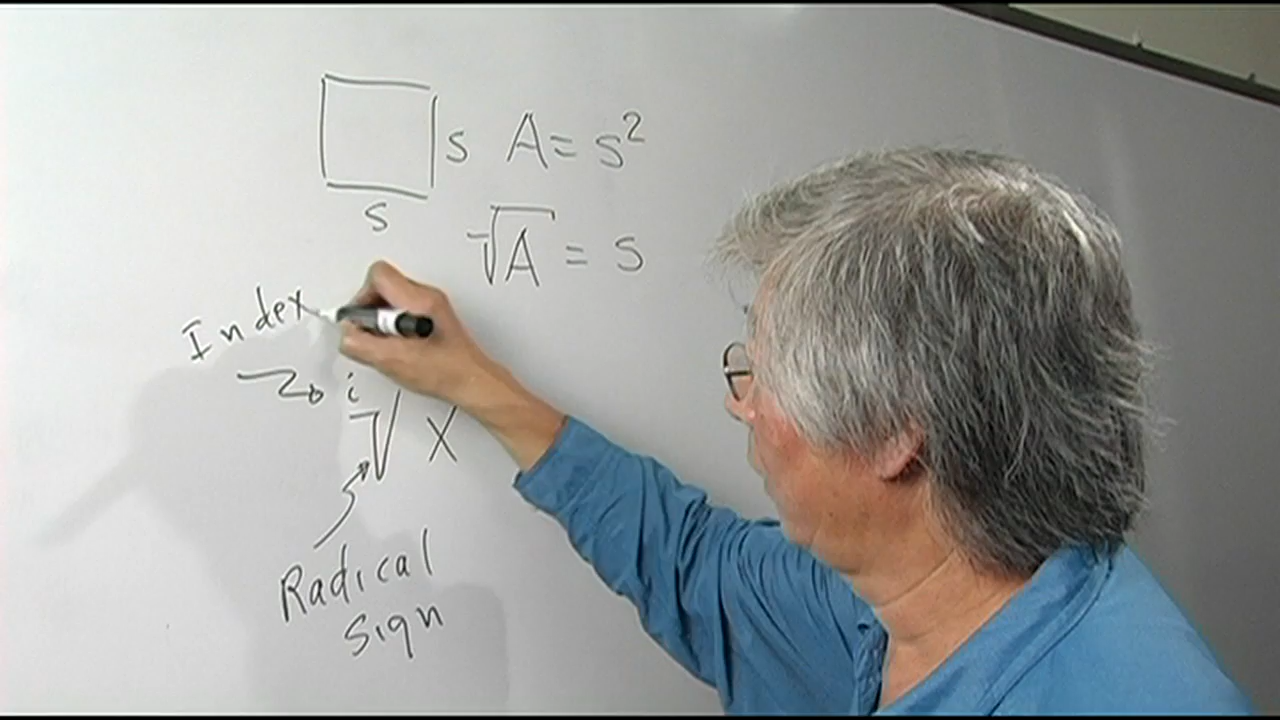 s A = s²
s
√A = s
Index
i
√ X
Radical
sign